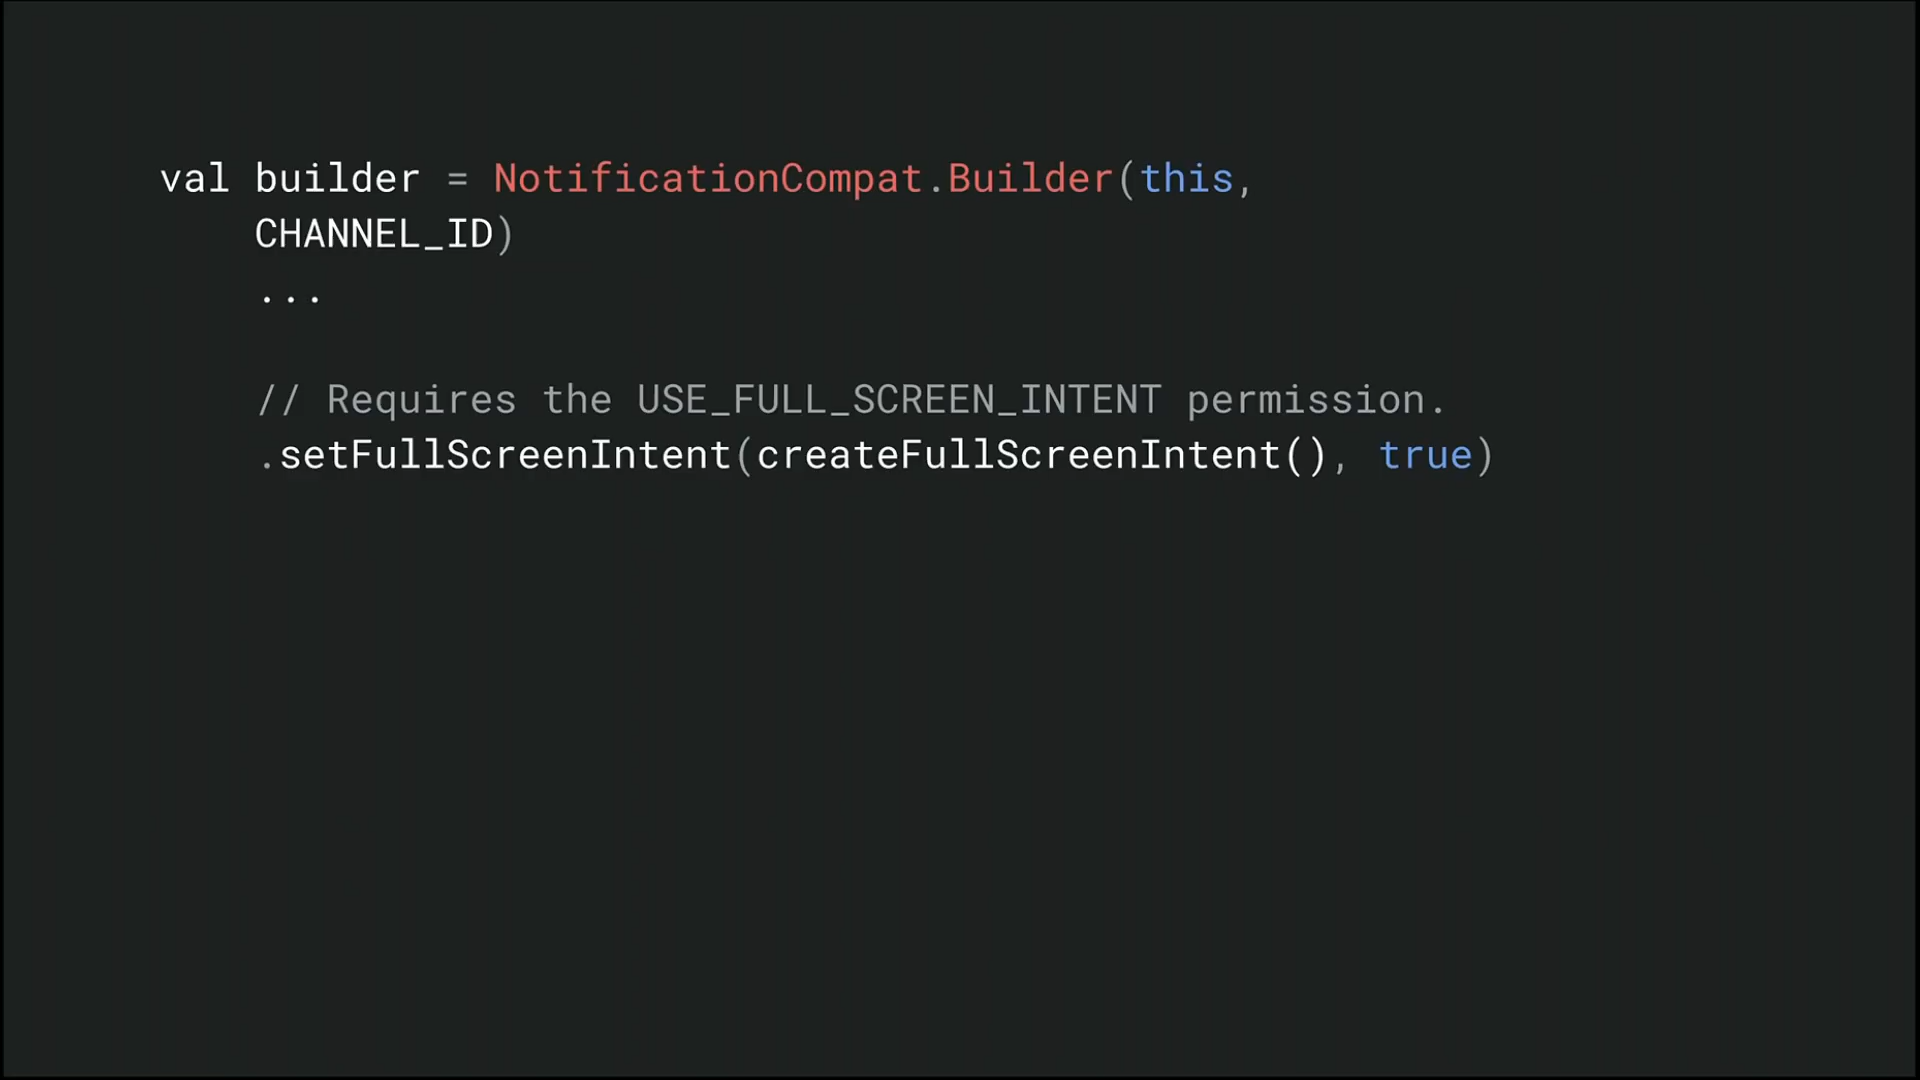 val builder = NotificationCompat.Builder(this,
CHANNEL_ID)
...
// Requires the USE_FULL_SCREEN_INTENT permission.
.setFullScreenIntent(createFullScreenIntent(), true)